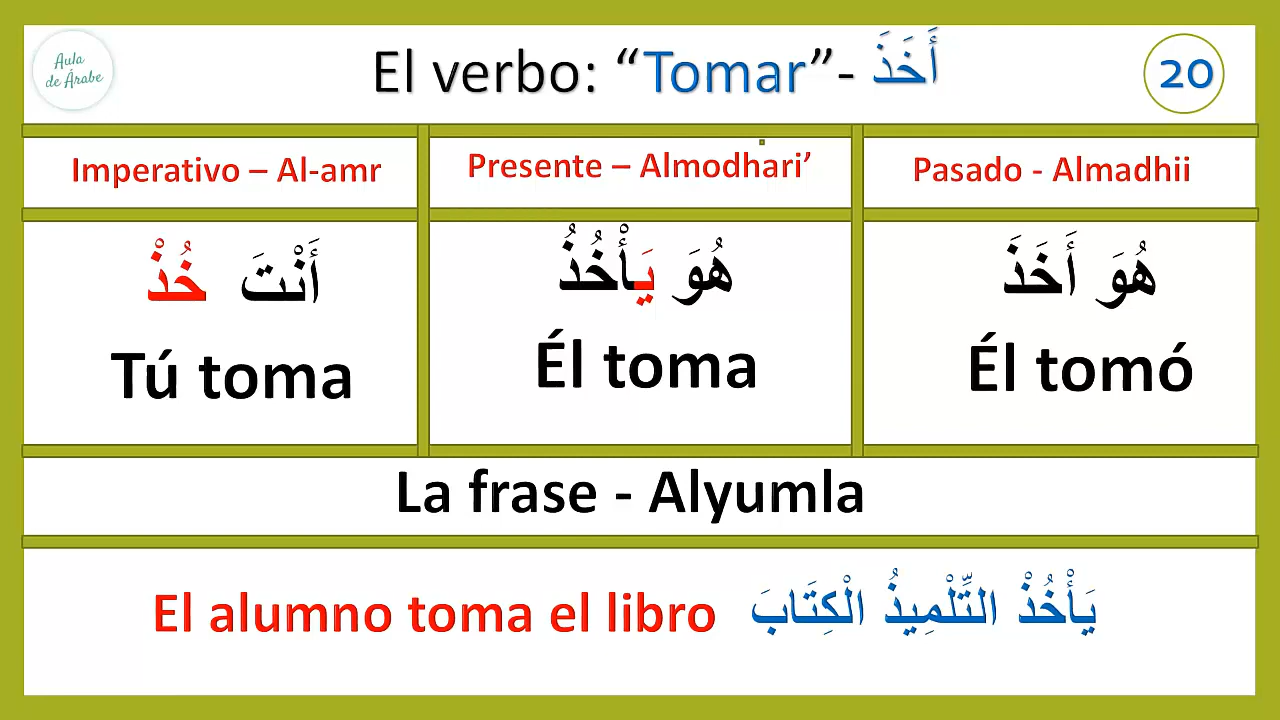 Aula
de Árabe
El verbo: “Tomar”- أَخَذَ
20
Imperativo – Al-amr
Presente – Almodhari’
Pasado - Almadhii
أَنْتَ خُذْ
هُوَ يَأْخُذُ
هُوَ أَخَذَ
Tú toma
Él toma
Él tomó
La frase - Alyumla
El alumno toma el libro يَأْخُذْ التِّلْمِيذُ الْكِتَابَ